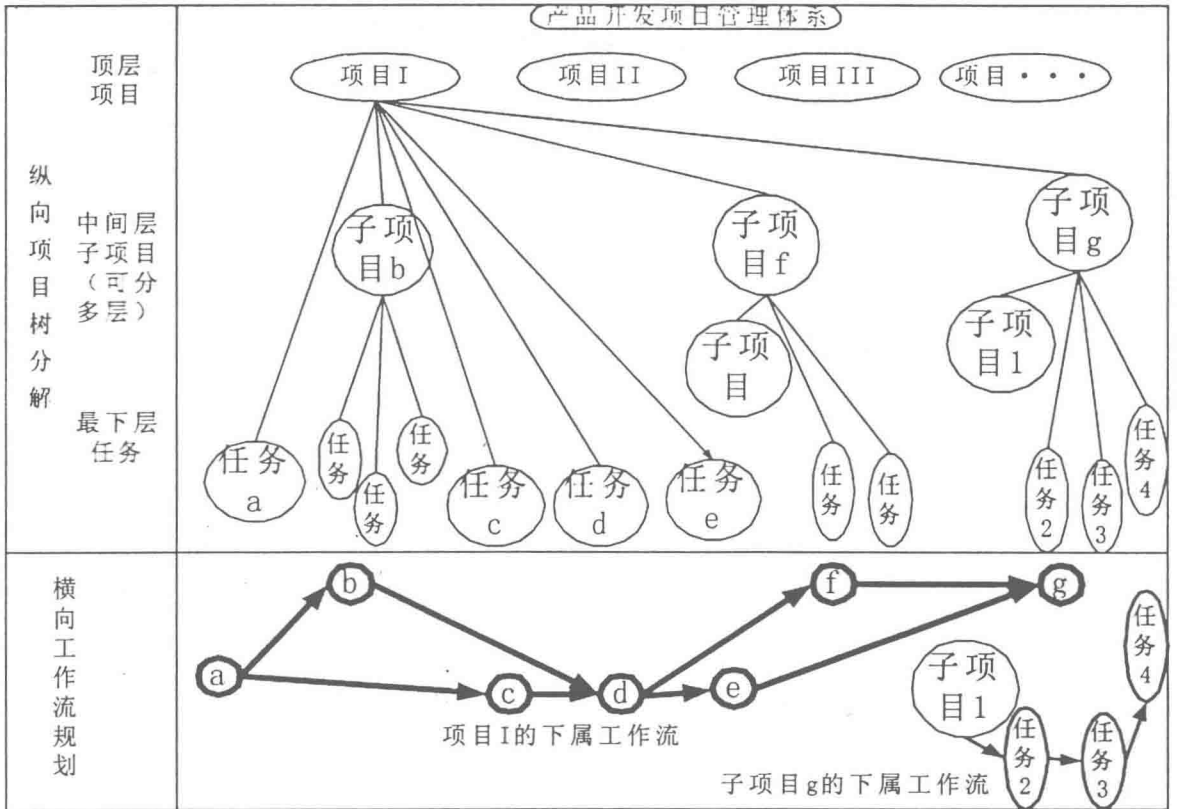 产品开发项目管理体系
顶层
项目
项目I
项目II
项目III
项目···
纵
向
项
目
树
分
解
中间层
子项目
（可分
多层）
子项
目b
子项
目f
子项
目g
子项
目
子项
目1
最下层
任务
任务
a
任
务
任
务
任
务
任务
c
任务
d
任务
e
任
务
任
务
任
务
2
任
务
3
任
务
4
横
向
工
作
流
规
划
a
b
c
d
e
f
g
项目I的下属工作流
子项
目1
任
务
2
任
务
3
任
务
4
子项目g的下属工作流